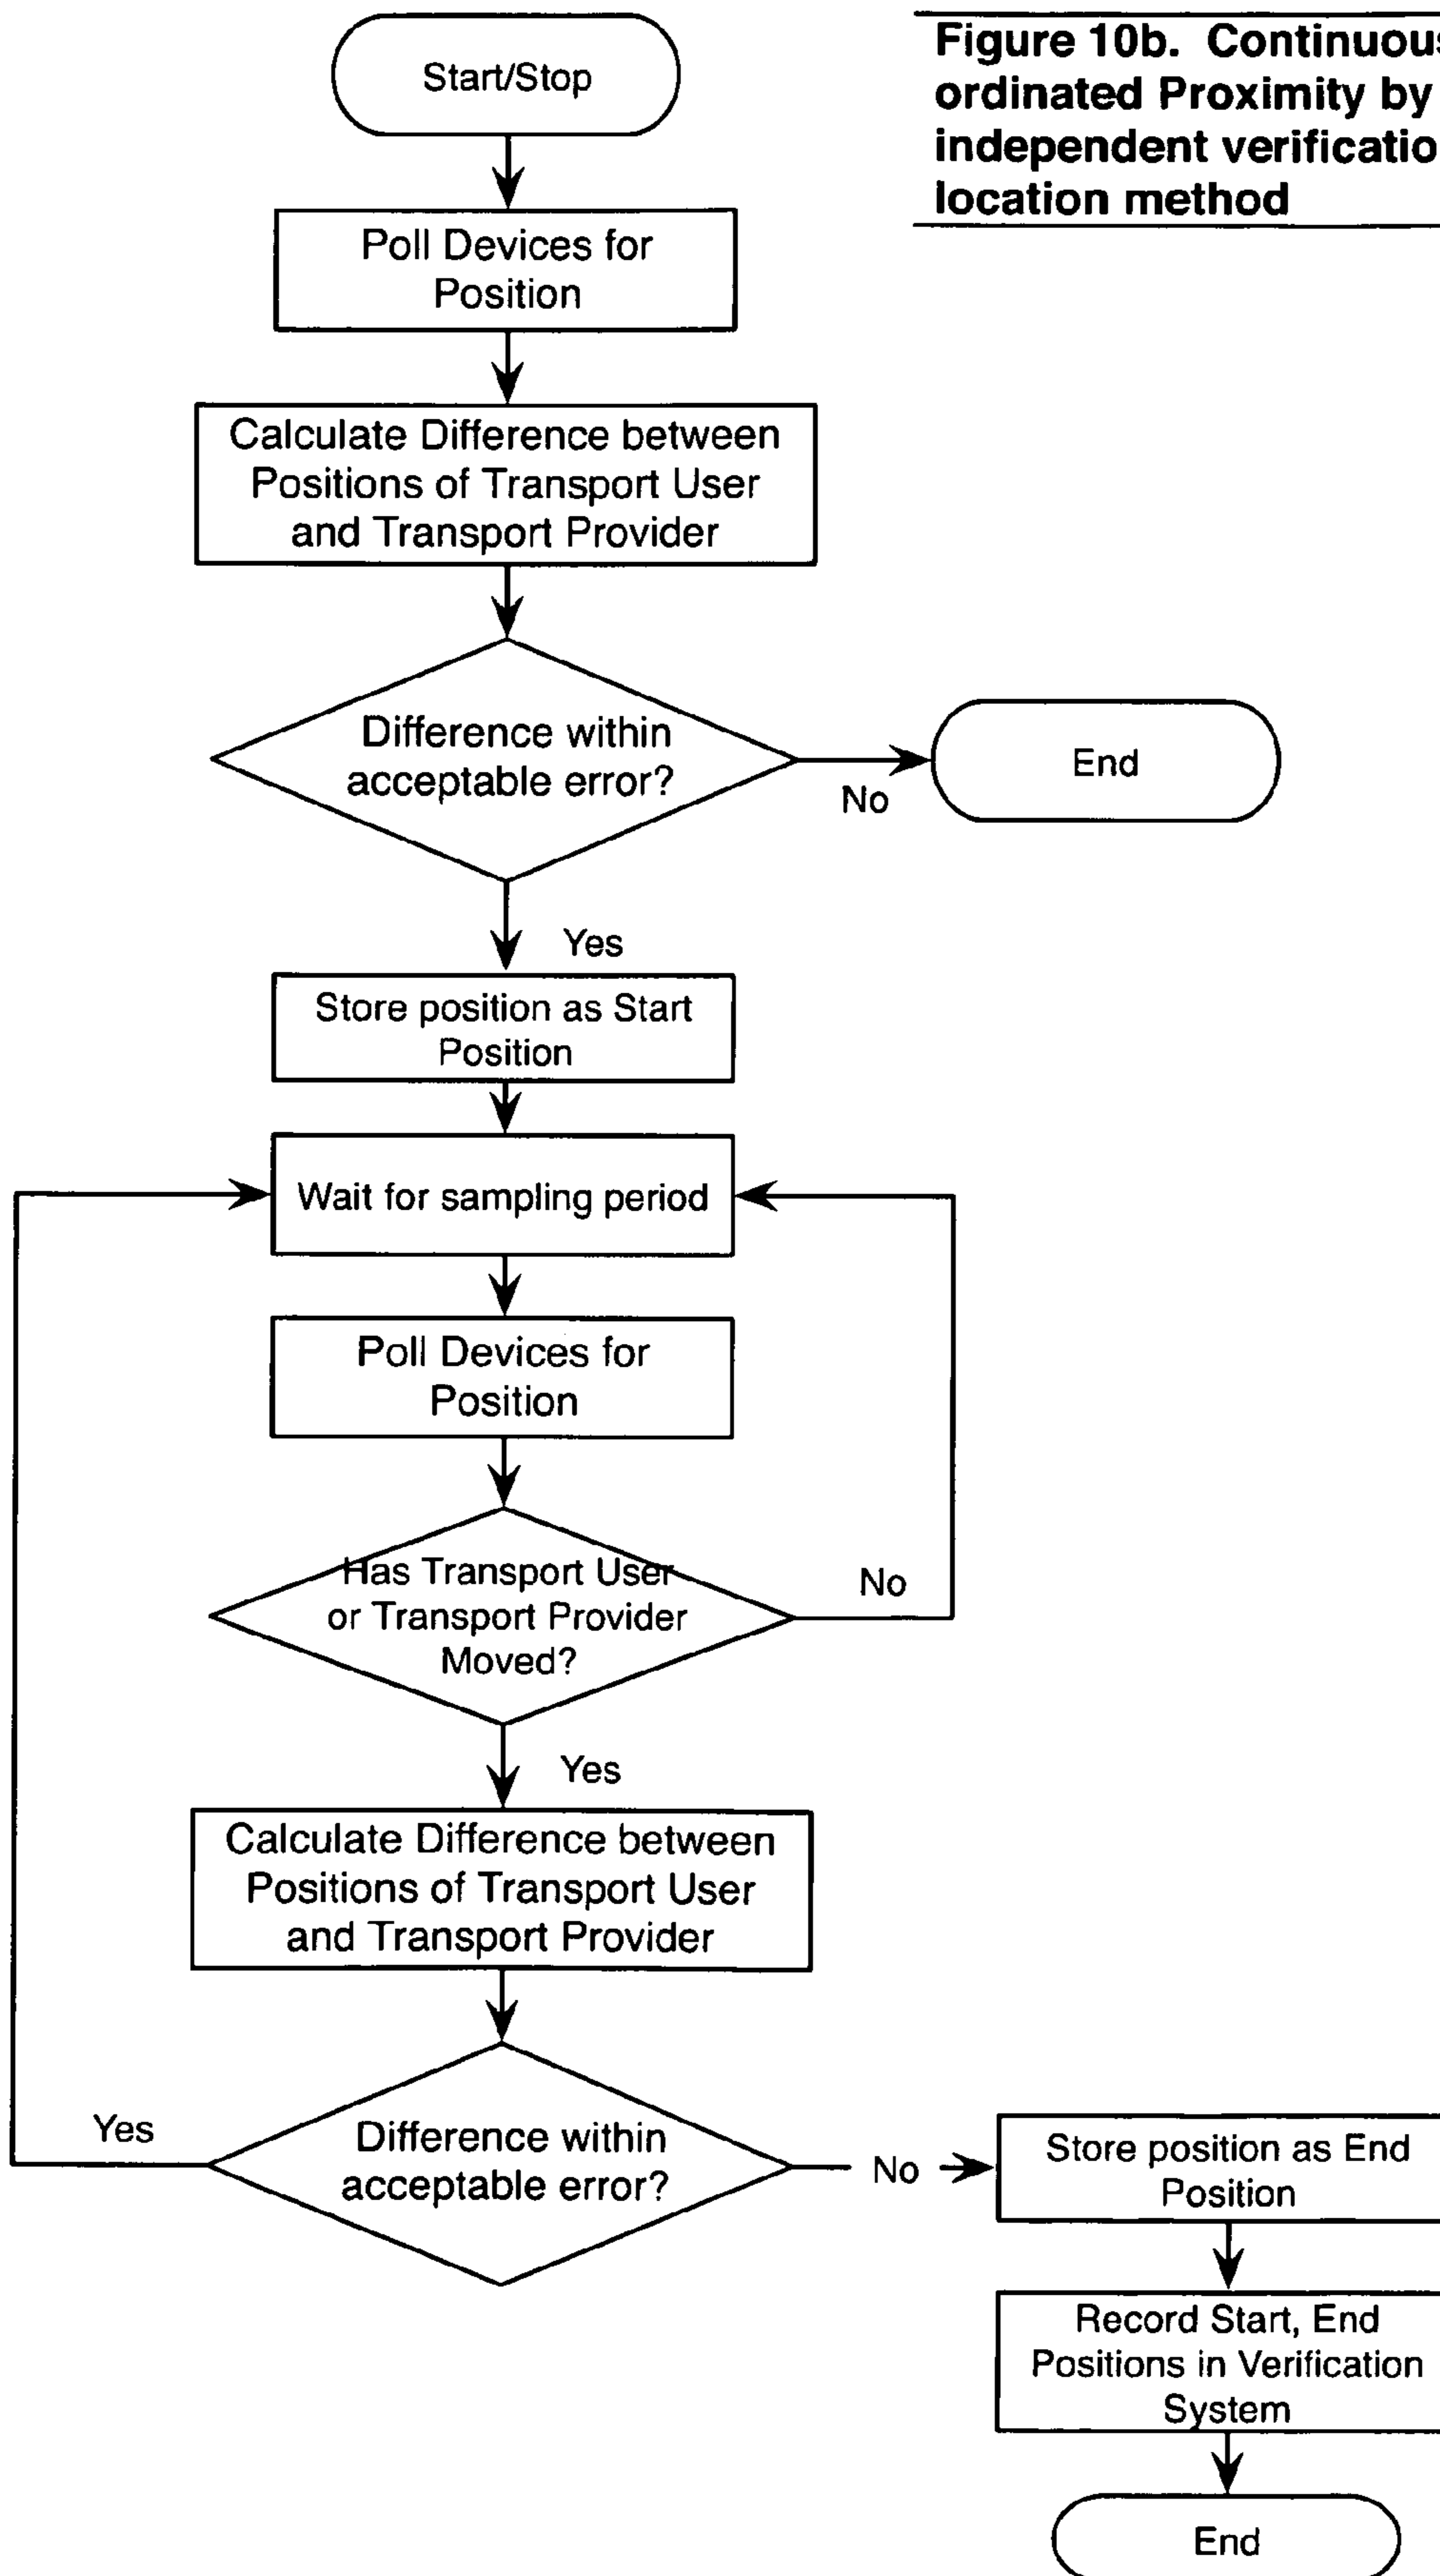 Start/Stop
Figure 10b. Continuous
ordinated Proximity by
independent verificatio
location method
Poll Devices for
Position
Calculate Difference between
Positions of Transport User
and Transport Provider
Difference within
acceptable error?
No
End
Yes
Store position as Start
Position
Wait for sampling period
Poll Devices for
Position
Has Transport User
or Transport Provider
Moved?
No
Yes
Calculate Difference between
Positions of Transport User
and Transport Provider
Difference within
acceptable error?
Yes
No
Store position as End
Position
Record Start, End
Positions in Verification
System
End